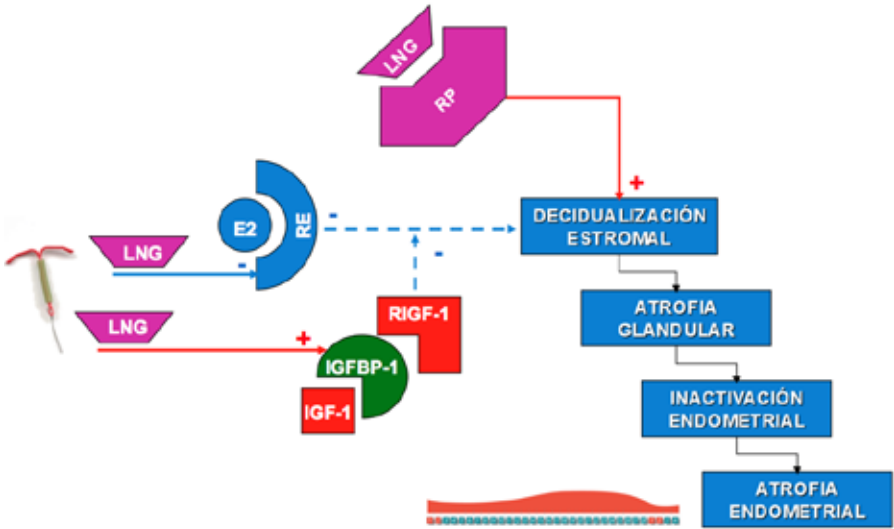 LNG
RP
+
E2
RE
-
-
DECIDUALIZACIÓN
ESTROMAL
LNG
-
LNG
+
RIGF-1
IGFBP-1
IGF-1
ATROFIA
GLANDULAR
INACTIVACIÓN
ENDOMETRIAL
ATROFIA
ENDOMETRIAL